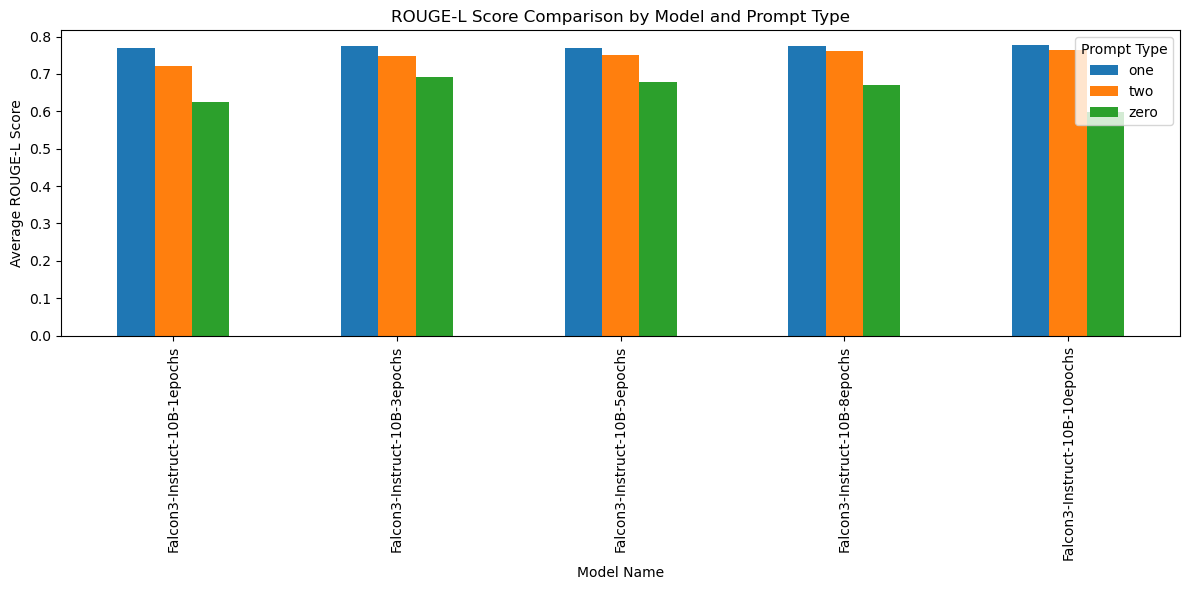 ROUGE-L Score Comparison by Model and Prompt Type
Average ROUGE-L Score
0.8
0.7
0.6
0.5
0.4
0.3
0.2
0.1
0.0
Prompt Type
one
two
zero
Falcon3-Instruct-10B-1epochs
Falcon3-Instruct-10B-3epochs
Falcon3-Instruct-10B-5epochs
Falcon3-Instruct-10B-8epochs
Falcon3-Instruct-10B-10epochs
Model Name